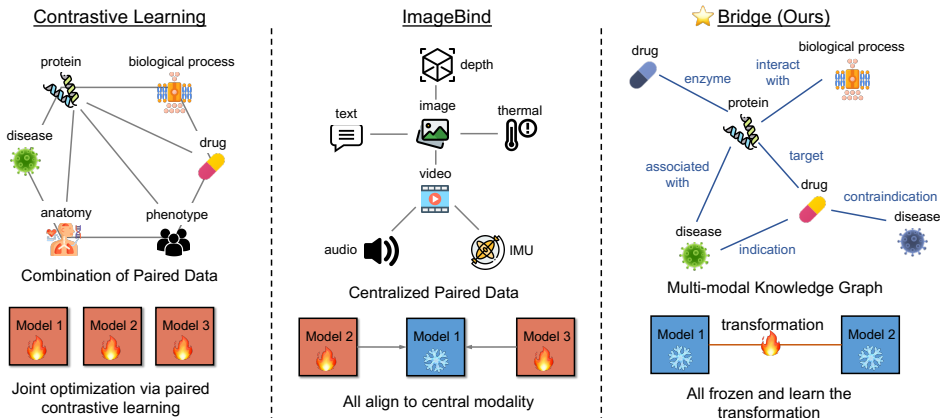 Contrastive Learning
protein
biological process
disease
drug
anatomy
phenotype
Combination of Paired Data
Model 1
Model 2
Model 3
Joint optimization via paired
contrastive learning
ImageBind
depth
image
text
thermal
video
audio
IMU
Centralized Paired Data
Model 2
Model 1
Model 3
All align to central modality
Bridge (Ours)
drug
biological process
enzyme
interact
with
protein
associated
with
target
drug
contraindication
disease
disease
indication
Multi-modal Knowledge Graph
Model 1
transformation
Model 2
All frozen and learn the
transformation